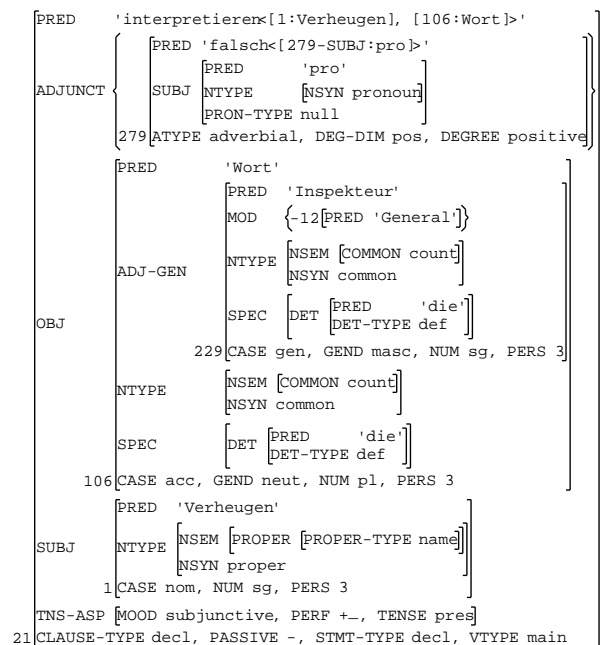 PRED 'interpretieren<[1:Verheugen], [106:Wort]>'
PRED 'falsch<[279-SUBJ:pro]>'
PRED 'pro'
ADJUNCT SUBJ NTYPE NSYN pronoun
PRON-TYPE null
279 ATYPE adverbial, DEG-DIM pos, DEGREE positive
PRED 'Wort'
PRED 'Inspekteur'
MOD -12 PRED 'General'
NSEM COMMON count
ADJ-GEN NTYPE
NSYN common
PRED 'die'
OBJ SPEC DET
DET-TYPE def
229 CASE gen, GEND masc, NUM sg, PERS 3
NSEM COMMON count
NTYPE
NSYN common
PRED 'die'
SPEC DET
DET-TYPE def
106 CASE acc, GEND neut, NUM pl, PERS 3
PRED 'Verheugen'
NSEM PROPER PROPER-TYPE name
SUBJ NTYPE
NSYN proper
1 CASE nom, NUM sg, PERS 3
TNS-ASP MOOD subjunctive, PERF +_, TENSE pres
21 CLAUSE-TYPE decl, PASSIVE -, STMT-TYPE decl, VTYPE main